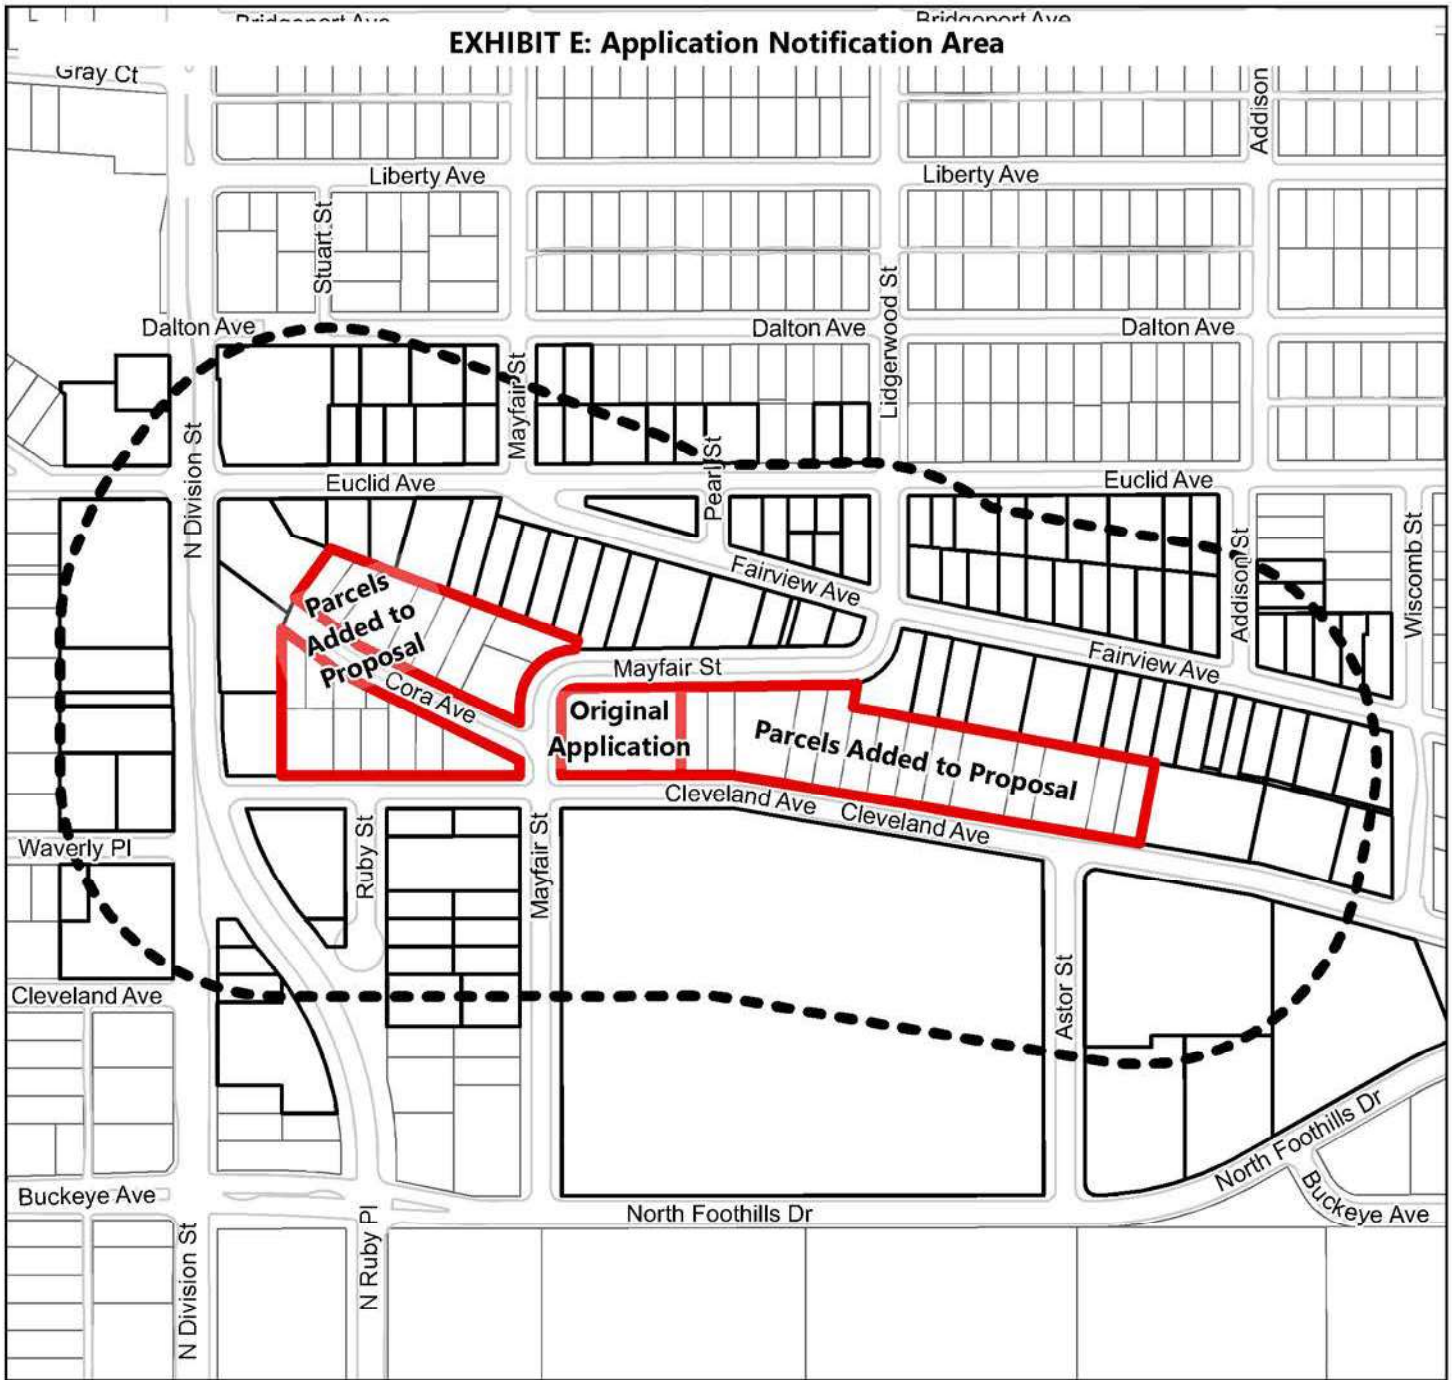 Bridgeport Ave
Bridgeport Ave
EXHIBIT E: Application Notification Area
Gray Ct
Addison
Liberty Ave
Liberty Ave
Stuart St
Lidgerwood St
Dalton Ave
Dalton Ave
Dalton Ave
Mayfair St
N Division St
Pearl St
Euclid Ave
Euclid Ave
Addison St
Wiscomb St
Fairview Ave
Parcels
Added to
Proposal
Fairview Ave
Mayfair St
Cora Ave
Original
Application
Parcels Added to Proposal
Cleveland Ave
Cleveland Ave
Waverly Pl
Ruby St
Mayfair St
Cleveland Ave
Astor St
North Foothills Dr
Buckeye Ave
Buckeye Ave
North Foothills Dr
N Division St
N Ruby Pl